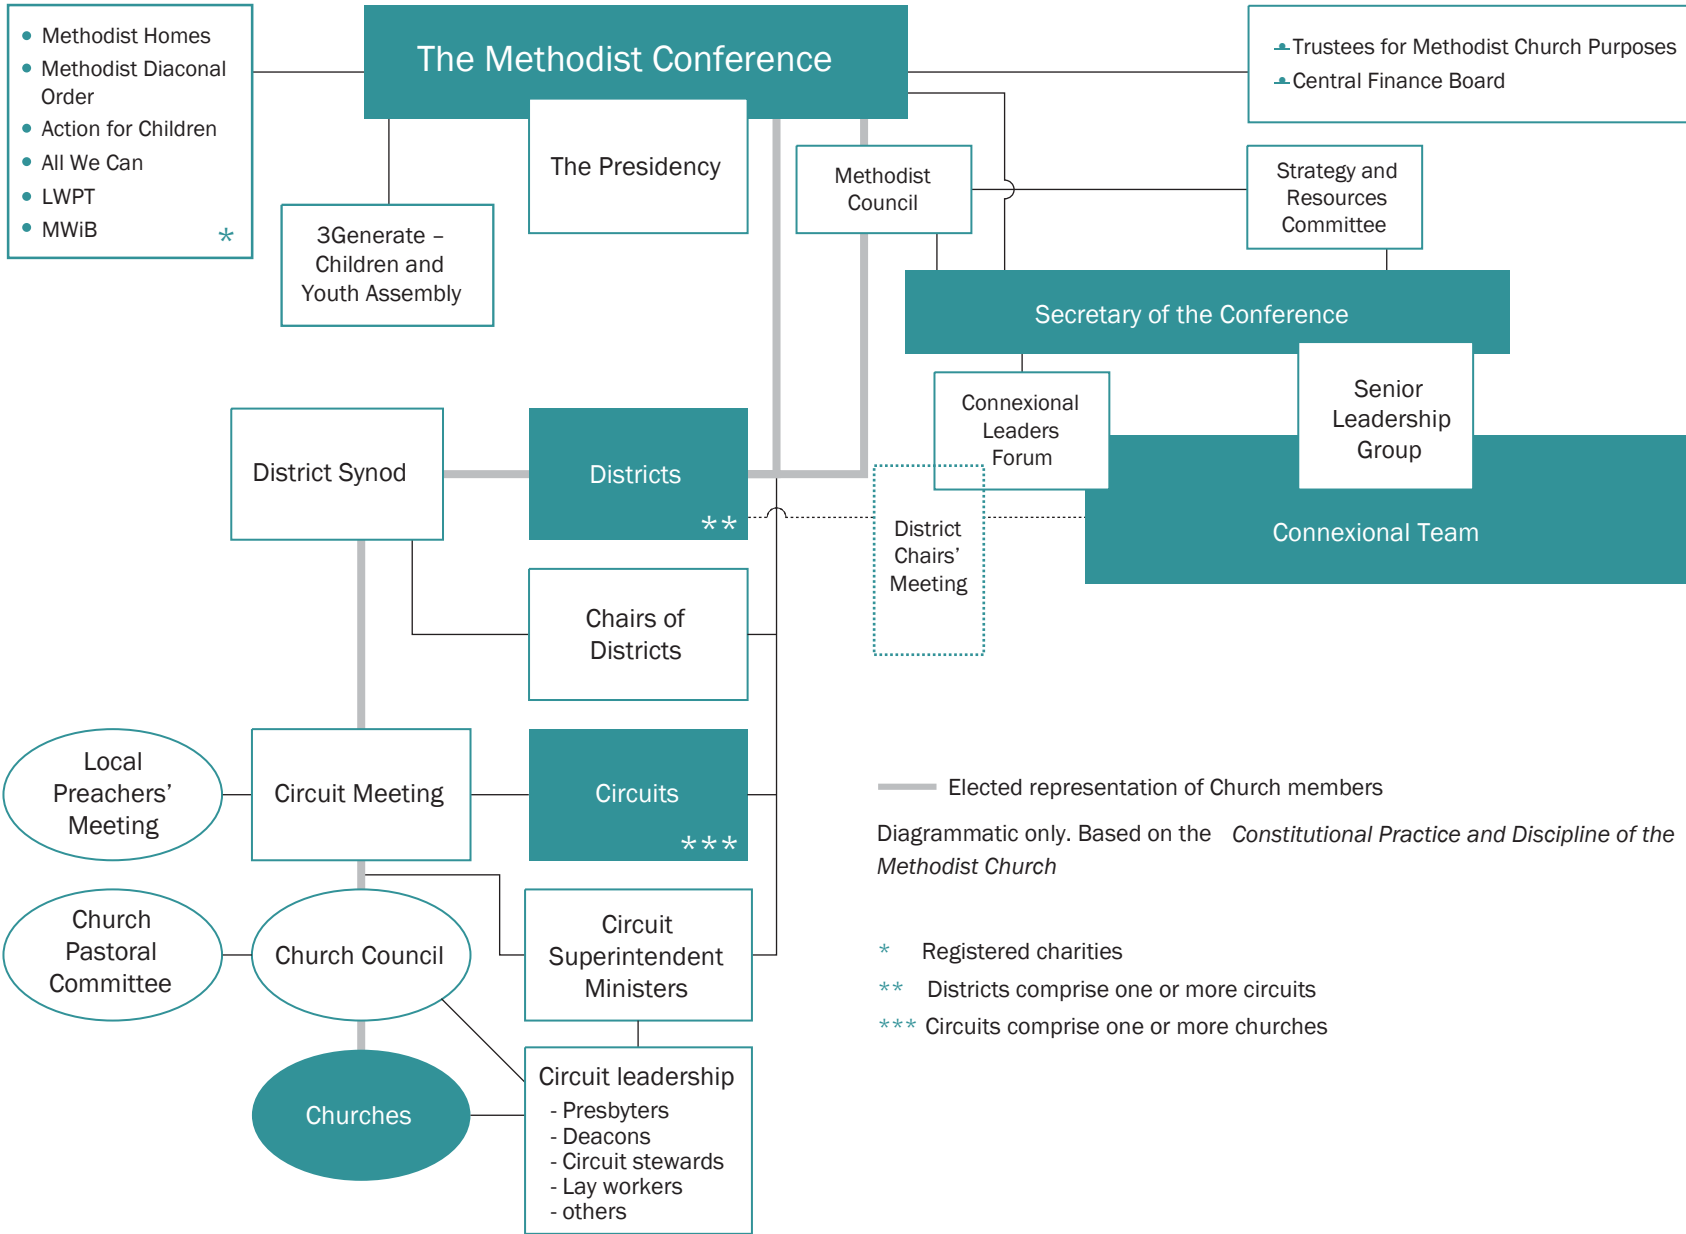 • Methodist Homes
• Methodist Diaconal
Order
• Action for Children
• All We Can
• LWPT
• MWiB
*
The Methodist Conference
Trustees for Methodist Church Purposes
Central Finance Board
The Presidency
3Generate –
Children and
Youth Assembly
Methodist
Council
Strategy and
Resources
Committee
Secretary of the Conference
Connexional
Leaders
Forum
Senior
Leadership
Group
District Synod
Districts
**
District
Chairs’
Meeting
Connexional Team
Chairs of
Districts
Local
Preachers’
Meeting
Circuit Meeting
Circuits
***
Elected representation of Church members
Diagrammatic only. Based on the Constitutional Practice and Discipline of the
Methodist Church
Church
Pastoral
Committee
Church Council
Circuit
Superintendent
Ministers
* Registered charities
** Districts comprise one or more circuits
*** Circuits comprise one or more churches
Churches
Circuit leadership
- Presbyters
- Deacons
- Circuit stewards
- Lay workers
- others